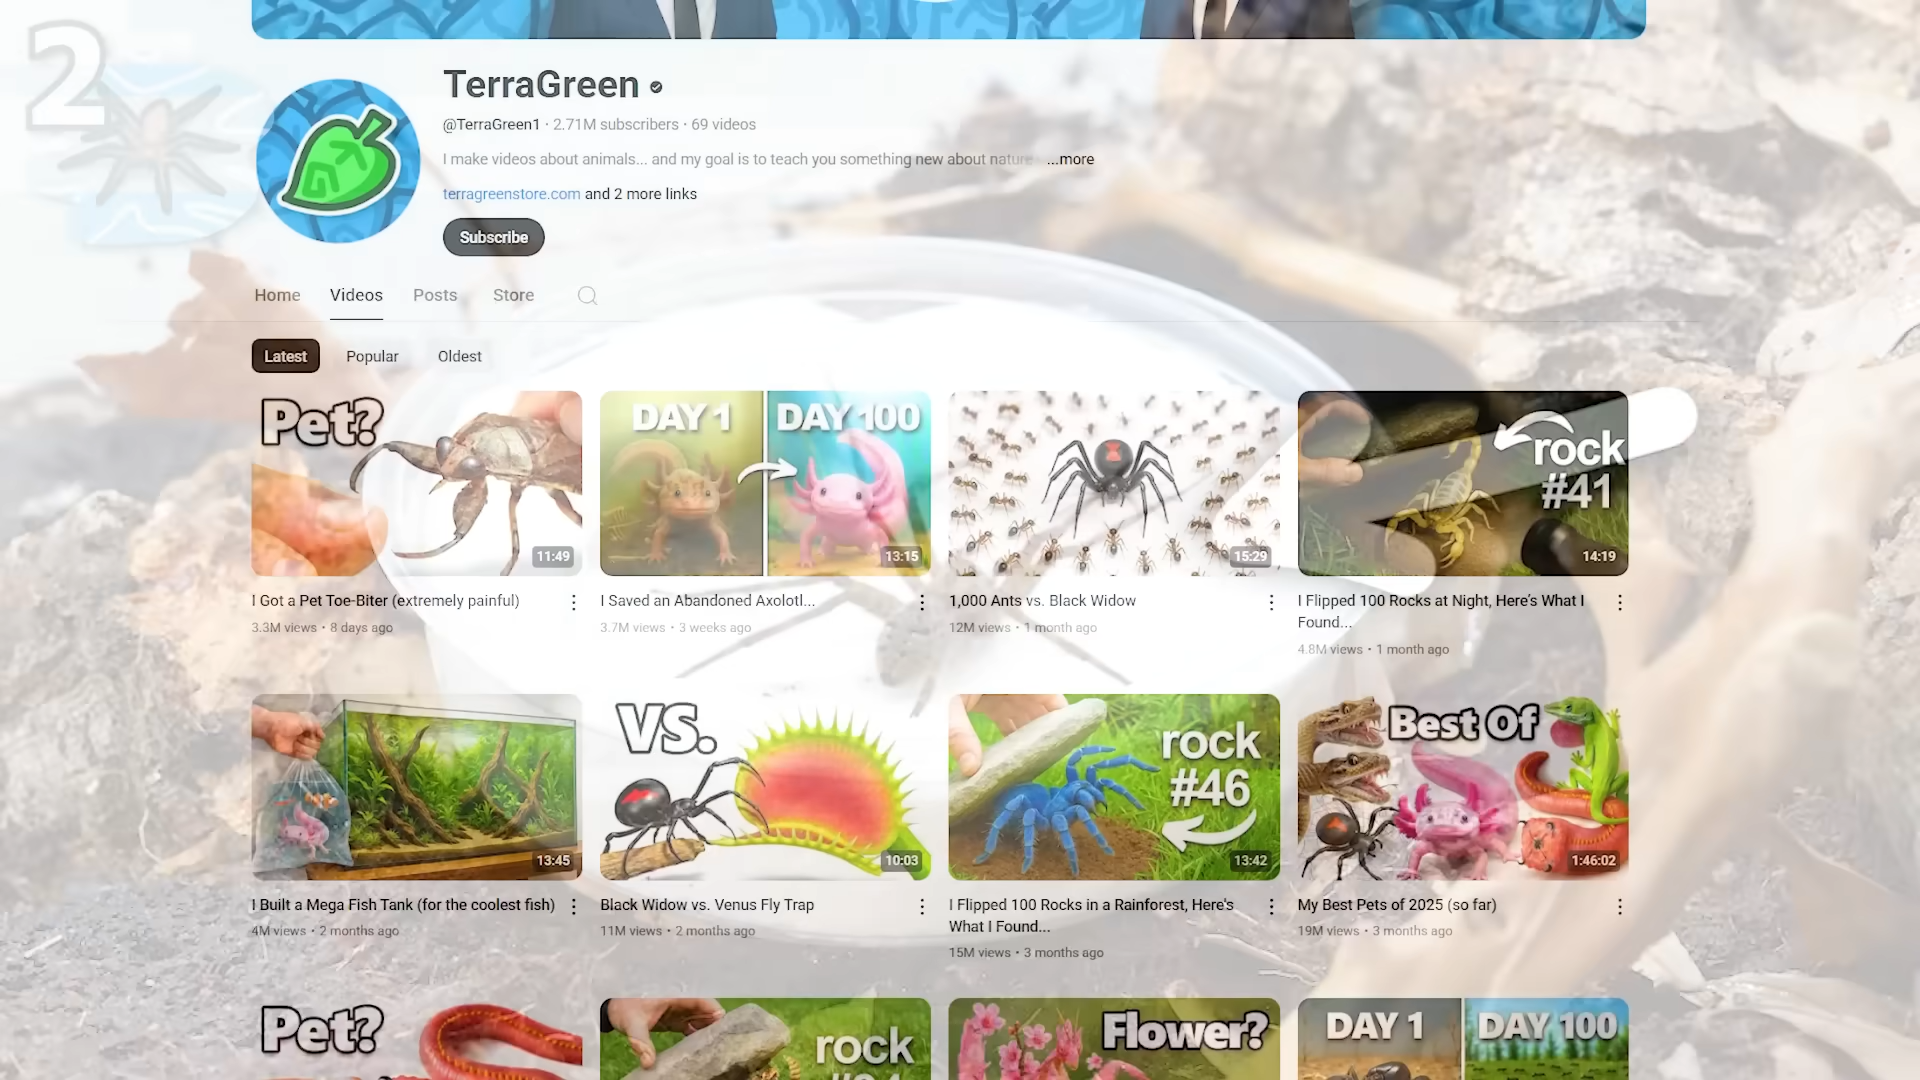 2
TerraGreen
@TerraGreen1 · 2.71M subscribers · 69 videos
I make videos about animals... and my goal is to teach you something new about nature ...more
terragreenstore.com and 2 more links
Subscribe
Home Videos Posts Store
Latest Popular Oldest
Pet?
11:49
DAY 1 DAY 100
13:15
15:29
rock
#41
14:19
I Got a Pet Toe-Biter (extremely painful)
3.3M views • 8 days ago
I Saved an Abandoned Axolotl...
3.7M views • 3 weeks ago
1,000 Ants vs. Black Widow
12M views • 1 month ago
I Flipped 100 Rocks at Night, Here's What I
Found...
4.8M views • 1 month ago
13:45
VS.
10:03
rock
#46
13:42
Best Of
1:46:02
I Built a Mega Fish Tank (for the coolest fish)
4M views • 2 months ago
Black Widow vs. Venus Fly Trap
11M views • 2 months ago
I Flipped 100 Rocks in a Rainforest, Here's
What I Found...
15M views • 3 months ago
My Best Pets of 2025 (so far)
19M views • 3 months ago
Pet?
rock
Flower?
DAY 1 DAY 100